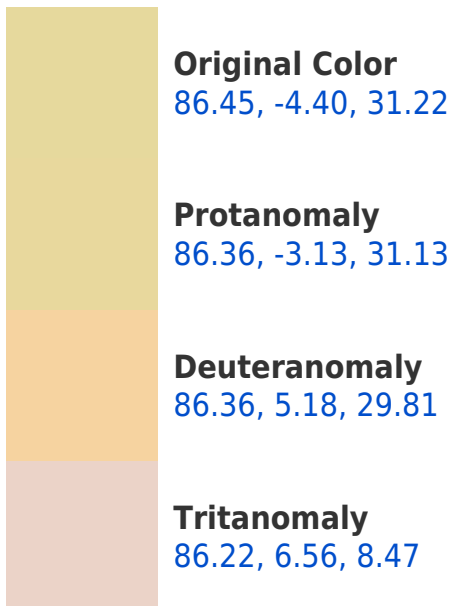 Original Color
86.45, -4.40, 31.22
Protanomaly
86.36, -3.13, 31.13
Deuteranomaly
86.36, 5.18, 29.81
Tritanomaly
86.22, 6.56, 8.47